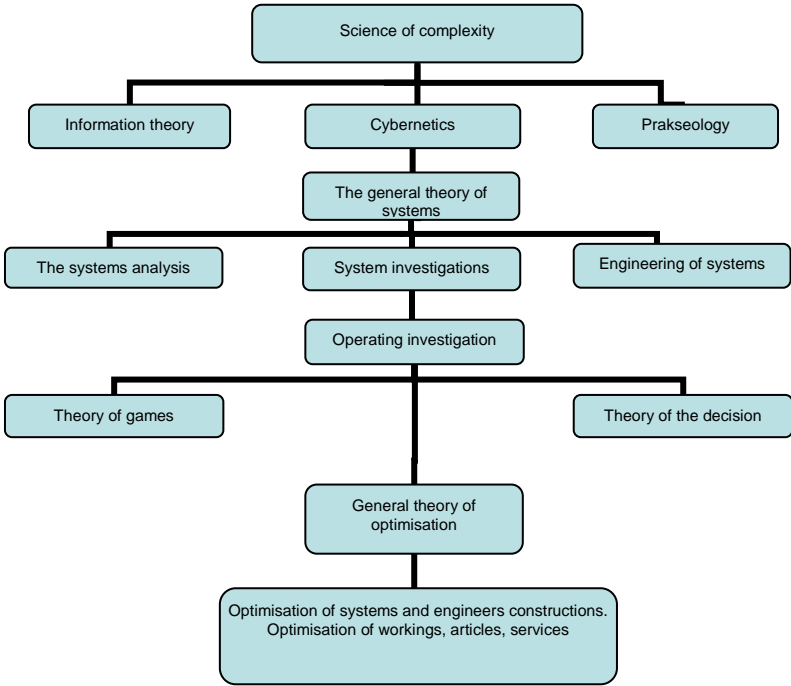 Science of complexity
Information theory
Cybernetics
Prakseology
The general theory of
systems
The systems analysis
System investigations
Engineering of systems
Operating investigation
Theory of games
Theory of the decision
General theory of
optimisation
Optimisation of systems and engineers constructions.
Optimisation of workings, articles, services